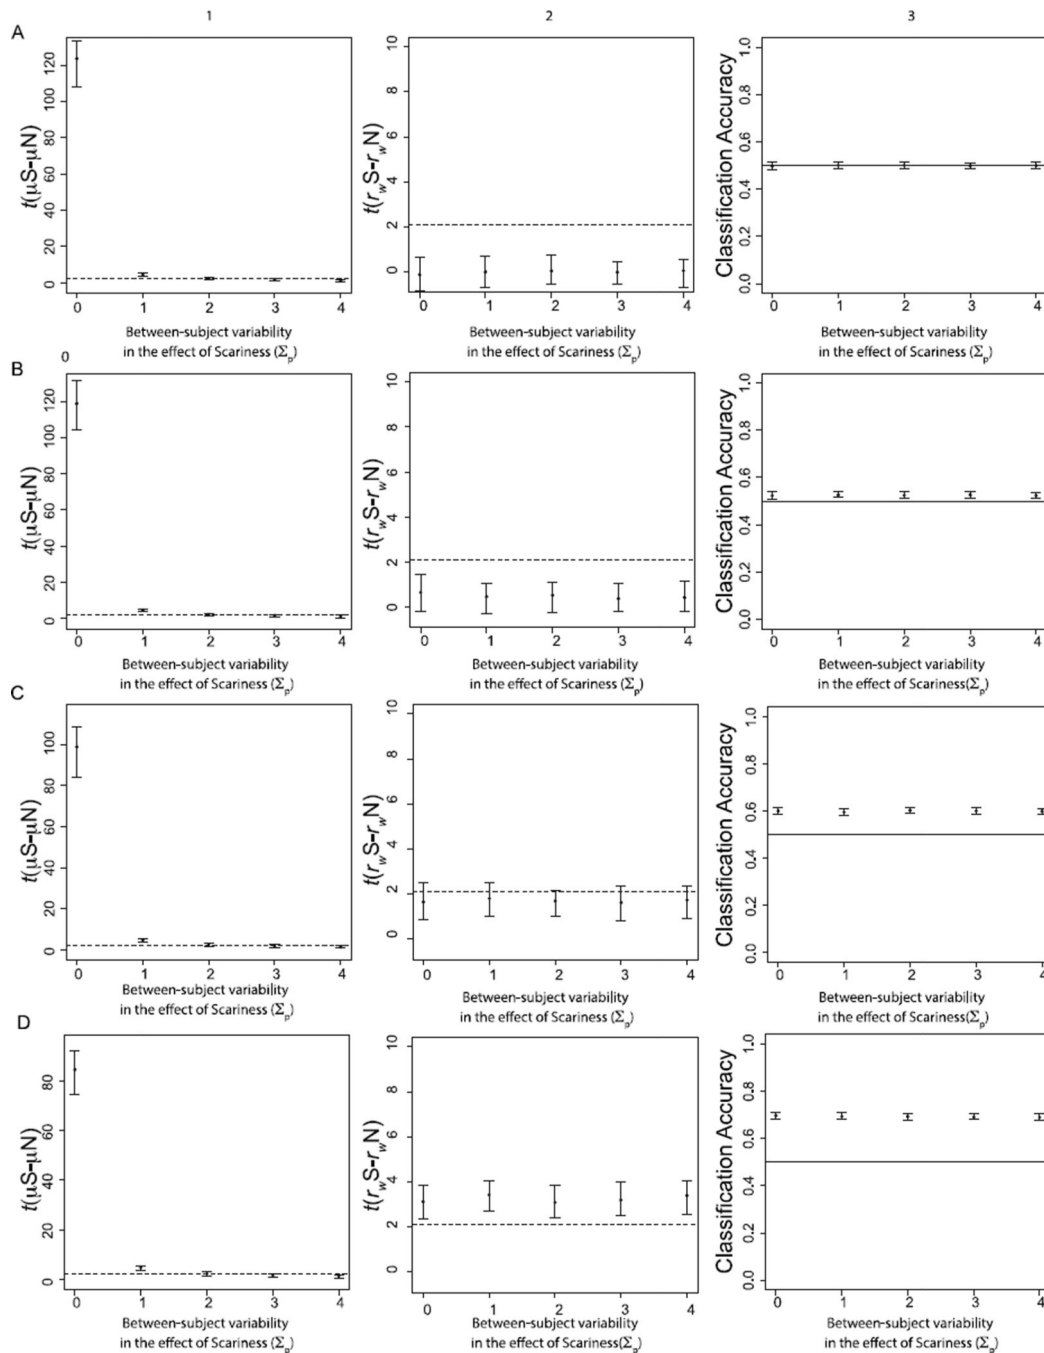 1 2 3
A
t(μS-μN)
120
100
80
60
40
20
0
0 1 2 3 4
Between-subject variability
in the effect of Scariness (Σp)
t(rwS-rwN)
10
8
6
4
2
0
0 1 2 3 4
Between-subject variability
in the effect of Scariness (Σp)
Classification Accuracy
1.0
0.8
0.6
0.4
0.2
0.0
0 1 2 3 4
Between-subject variability
in the effect of Scariness (Σp)
0
B
t(μS-μN)
120
100
80
60
40
20
0
0 1 2 3 4
Between-subject variability
in the effect of Scariness (Σp)
t(rwS-rwN)
10
8
6
4
2
0
0 1 2 3 4
Between-subject variability
in the effect of Scariness (Σp)
Classification Accuracy
1.0
0.8
0.6
0.4
0.2
0.0
0 1 2 3 4
Between-subject variability
in the effect of Scariness(Σp)
C
t(μS-μN)
100
80
60
40
20
0
0 1 2 3 4
Between-subject variability
in the effect of Scariness (Σp)
t(rwS-rwN)
10
8
6
4
2
0
0 1 2 3 4
Between-subject variability
in the effect of Scariness (Σp)
Classification Accuracy
1.0
0.8
0.6
0.4
0.2
0.0
0 1 2 3 4
Between-subject variability
in the effect of Scariness(Σp)
D
t(μS-μN)
80
60
40
20
0
0 1 2 3 4
Between-subject variability
in the effect of Scariness (Σp)
t(rwS-rwN)
10
8
6
4
2
0
0 1 2 3 4
Between-subject variability
in the effect of Scariness(Σp)
Classification Accuracy
1.0
0.8
0.6
0.4
0.2
0.0
0 1 2 3 4
Between-subject variability
in the effect of Scariness (Σp)